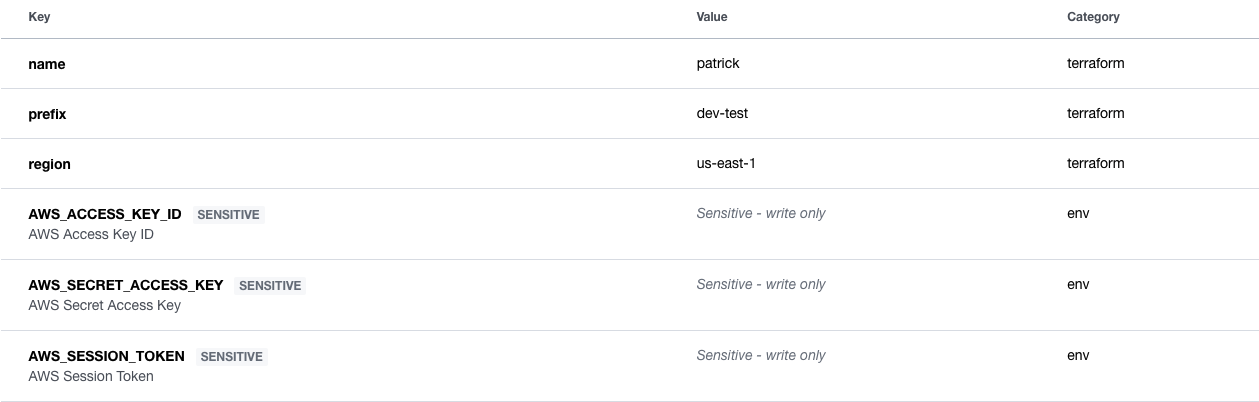 Key Value Category
name patrick terraform
prefix dev-test terraform
region us-east-1 terraform
AWS_ACCESS_KEY_ID SENSITIVE Sensitive - write only env
AWS Access Key ID
AWS_SECRET_ACCESS_KEY SENSITIVE Sensitive - write only env
AWS Secret Access Key
AWS_SESSION_TOKEN SENSITIVE Sensitive - write only env
AWS Session Token